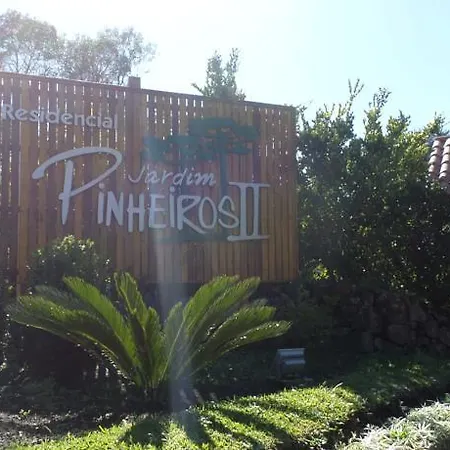 Residencial
Jardim
PINHEIROS II